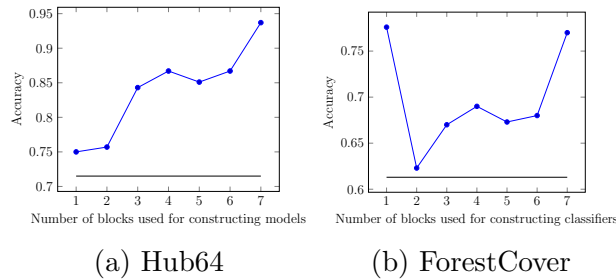 0.95
0.9
0.85
0.8
0.75
0.7
Accuracy
1 2 3 4 5 6 7
Number of blocks used for constructing models
(a) Hub64
0.75
0.7
0.65
0.6
Accuracy
1 2 3 4 5 6 7
Number of blocks used for constructing classifiers
(b) ForestCover